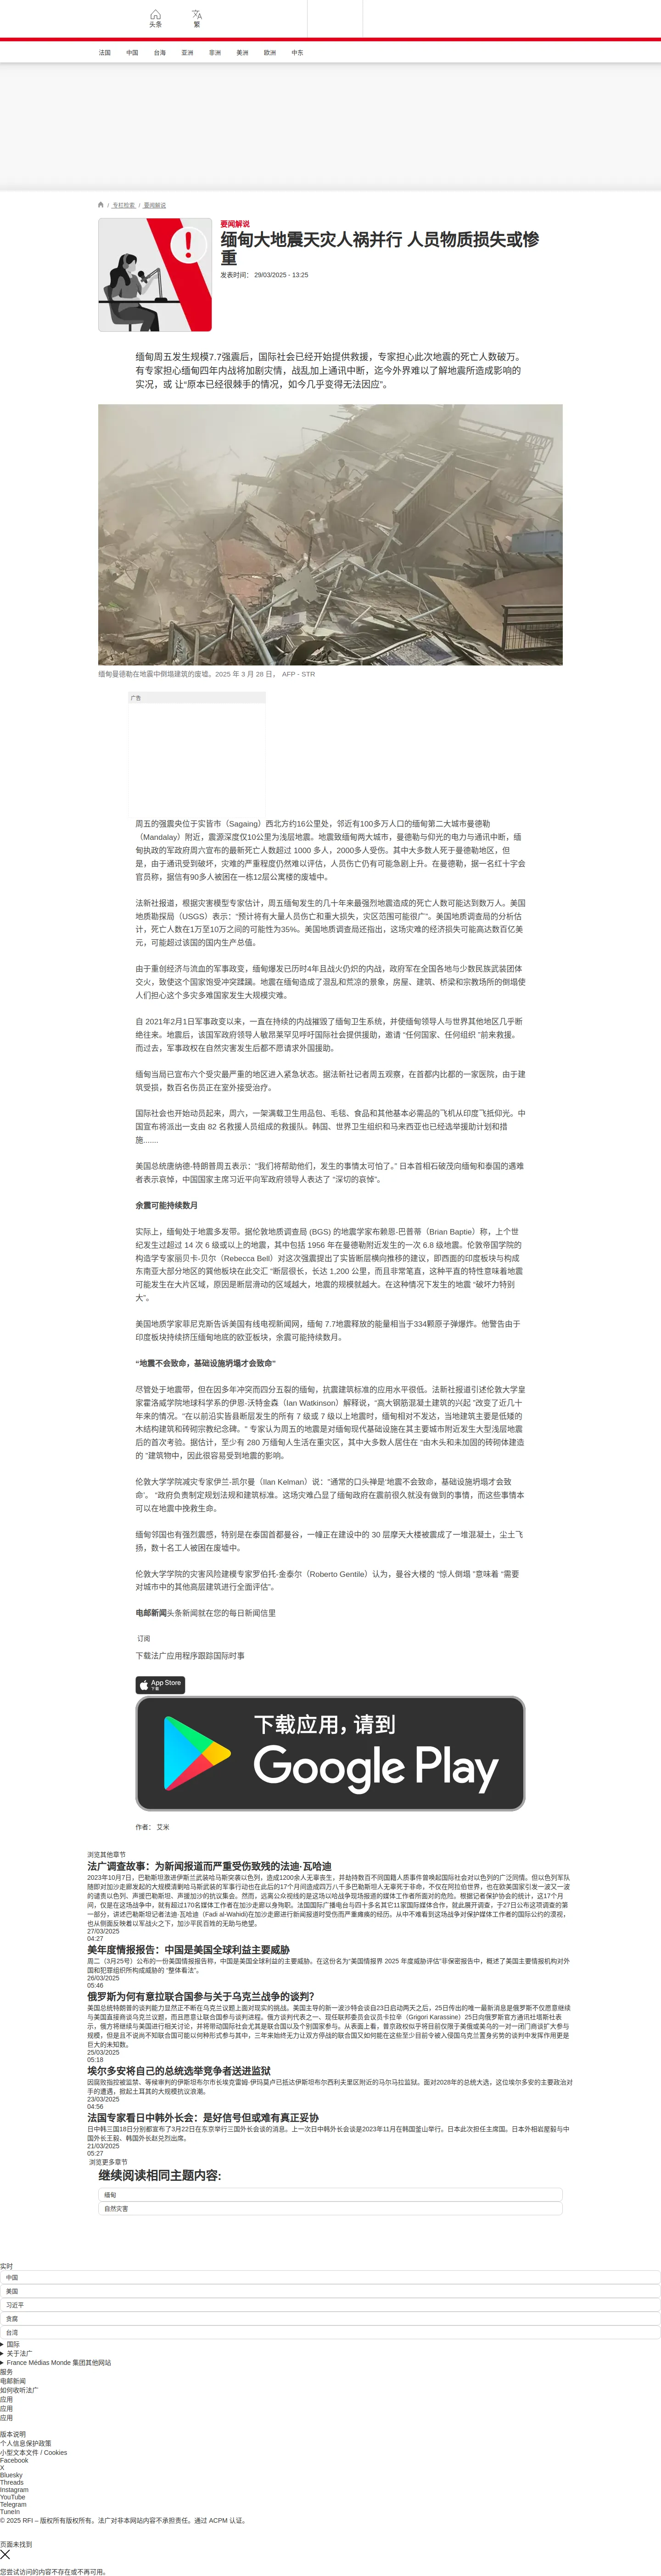 头条
繁
法国 中国 台海 亚洲 非洲 美洲 欧洲 中东
/ 专栏检索 / 要闻解说
要闻解说
缅甸大地震天灾人祸并行 人员物质损失或惨
重
发表时间： 29/03/2025 - 13:25
缅甸周五发生规模7.7强震后，国际社会已经开始提供救援，专家担心此次地震的死亡人数破万。
有专家担心缅甸四年内战将加剧灾情，战乱加上通讯中断，迄今外界难以了解地震所造成影响的
实况，或 让“原本已经很棘手的情况，如今几乎变得无法因应”。
缅甸曼德勒在地震中倒塌建筑的废墟。2025 年 3 月 28 日， AFP - STR
广告
周五的强震央位于实皆市（Sagaing）西北方约16公里处，邻近有100多万人口的缅甸第二大城市曼德勒
（Mandalay）附近，震源深度仅10公里为浅层地震。地震致缅甸两大城市，曼德勒与仰光的电力与通讯中断，缅
甸执政的军政府周六宣布的最新死亡人数超过 1000 多人，2000多人受伤。其中大多数人死于曼德勒地区，但
是，由于通讯受到破坏，灾难的严重程度仍然难以评估，人员伤亡仍有可能急剧上升。在曼德勒，据一名红十字会
官员称，据信有90多人被困在一栋12层公寓楼的废墟中。
法新社报道，根据灾害模型专家估计，周五缅甸发生的几十年来最强烈地震造成的死亡人数可能达到数万人。美国
地质勘探局（USGS）表示：“预计将有大量人员伤亡和重大损失，灾区范围可能很广”。美国地质调查局的分析估
计，死亡人数在1万至10万之间的可能性为35%。美国地质调查局还指出，这场灾难的经济损失可能高达数百亿美
元，可能超过该国的国内生产总值。
由于重创经济与流血的军事政变，缅甸爆发已历时4年且战火仍炽的内战，政府军在全国各地与少数民族武装团体
交火，致使这个国家饱受冲突蹂躏。地震在缅甸造成了混乱和荒凉的景象，房屋、建筑、桥梁和宗教场所的倒塌使
人们担心这个多灾多难国家发生大规模灾难。
自 2021年2月1日军事政变以来，一直在持续的内战摧毁了缅甸卫生系统，并使缅甸领导人与世界其他地区几乎断
绝往来。地震后，该国军政府领导人敏昂莱罕见呼吁国际社会提供援助，邀请 “任何国家、任何组织 ”前来救援。
而过去，军事政权在自然灾害发生后都不愿请求外国援助。
缅甸当局已宣布六个受灾最严重的地区进入紧急状态。据法新社记者周五观察，在首都内比都的一家医院，由于建
筑受损，数百名伤员正在室外接受治疗。
国际社会也开始动员起来，周六，一架满载卫生用品包、毛毯、食品和其他基本必需品的飞机从印度飞抵仰光。中
国宣布将派出一支由 82 名救援人员组成的救援队。韩国、世界卫生组织和马来西亚也已经选举援助计划和措
施.......
美国总统唐纳德-特朗普周五表示：“我们将帮助他们，发生的事情太可怕了。” 日本首相石破茂向缅甸和泰国的遇难
者表示哀悼，中国国家主席习近平向军政府领导人表达了 “深切的哀悼”。
余震可能持续数月
实际上，缅甸处于地震多发带。据伦敦地质调查局 (BGS) 的地震学家布赖恩-巴普蒂（Brian Baptie）称，上个世
纪发生过超过 14 次 6 级或以上的地震，其中包括 1956 年在曼德勒附近发生的一次 6.8 级地震。伦敦帝国学院的
构造学专家丽贝卡-贝尔（Rebecca Bell）对这次强震提出了实皆断层横向推移的建议，即西面的印度板块与构成
东南亚大部分地区的巽他板块在此交汇 “断层很长，长达 1,200 公里，而且非常笔直，这种平直的特性意味着地震
可能发生在大片区域，原因是断层滑动的区域越大，地震的规模就越大。在这种情况下发生的地震 “破坏力特别
大”。
美国地质学家菲尼克斯告诉美国有线电视新闻网，缅甸 7.7地震释放的能量相当于334颗原子弹爆炸。他警告由于
印度板块持续挤压缅甸地底的欧亚板块，余震可能持续数月。
“地震不会致命，基础设施坍塌才会致命”
尽管处于地震带，但在因多年冲突而四分五裂的缅甸，抗震建筑标准的应用水平很低。法新社报道引述伦敦大学皇
家霍洛威学院地球科学系的伊恩-沃特金森（Ian Watkinson）解释说，“高大钢筋混凝土建筑的兴起 ”改变了近几十
年来的情况。“在以前沿实皆县断层发生的所有 7 级或 7 级以上地震时，缅甸相对不发达，当地建筑主要是低矮的
木结构建筑和砖砌宗教纪念碑。” 专家认为周五的地震是对缅甸现代基础设施在其主要城市附近发生大型浅层地震
后的首次考验。据估计，至少有 280 万缅甸人生活在重灾区，其中大多数人居住在 “由木头和未加固的砖砌体建造
的 ”建筑物中，因此很容易受到地震的影响。
伦敦大学学院减灾专家伊兰-凯尔曼（Ilan Kelman）说：“通常的口头禅是‘地震不会致命，基础设施坍塌才会致
命’。 “政府负责制定规划法规和建筑标准。这场灾难凸显了缅甸政府在震前很久就没有做到的事情，而这些事情本
可以在地震中挽救生命。
缅甸邻国也有强烈震感，特别是在泰国首都曼谷，一幢正在建设中的 30 层摩天大楼被震成了一堆混凝土，尘土飞
扬，数十名工人被困在废墟中。
伦敦大学学院的灾害风险建模专家罗伯托-金泰尔（Roberto Gentile）认为，曼谷大楼的 “惊人倒塌 ”意味着 “需要
对城市中的其他高层建筑进行全面评估”。
电邮新闻头条新闻就在您的每日新闻信里
订阅
下载法广应用程序跟踪国际时事
App Store
下载
下载应用，请到
Google Play
作者： 艾米
浏览其他章节
法广调查故事：为新闻报道而严重受伤致残的法迪·瓦哈迪
2023年10月7日，巴勒斯坦激进伊斯兰武装哈马斯突袭以色列，造成1200余人无辜丧生，并劫持数百不同国籍人质事件曾唤起国际社会对以色列的广泛同情。但以色列军队
随即对加沙走廊发起的大规模清剿哈马斯武装的军事行动也在此后的17个月间造成四万八千多巴勒斯坦人无辜死于非命，不仅在阿拉伯世界，也在欧美国家引发一波又一波
的谴责以色列、声援巴勒斯坦、声援加沙的抗议集会。然而，远离公众视线的是这场以哈战争现场报道的媒体工作者所面对的危险。根据记者保护协会的统计，这17个月
间，仅是在这场战争中，就有超过170名媒体工作者在加沙走廊以身殉职。法国国际广播电台与四十多名其它11家国际媒体合作，就此展开调查，于27日公布这项调查的第
一部分，讲述巴勒斯坦记者法迪·瓦哈迪（Fadi al-Wahidi)在加沙走廊进行新闻报道时受伤而严重瘫痪的经历。从中不难看到这场战争对保护媒体工作者的国际公约的漠视，
也从侧面反映着以军战火之下，加沙平民百姓的无助与绝望。
27/03/2025
04:27
美年度情报报告：中国是美国全球利益主要威胁
周二（3月25号）公布的一份美国情报报告称，中国是美国全球利益的主要威胁。在这份名为“美国情报界 2025 年度威胁评估”非保密报告中，概述了美国主要情报机构对外
国和犯罪组织所构成威胁的 “整体看法”。
26/03/2025
05:46
俄罗斯为何有意拉联合国参与关于乌克兰战争的谈判？
美国总统特朗普的谈判能力显然正不断在乌克兰议题上面对现实的挑战。美国主导的新一波沙特会谈自23日启动两天之后，25日传出的唯一最新消息是俄罗斯不仅愿意继续
与美国直接商谈乌克兰议题，而且愿意让联合国参与谈判进程。俄方谈判代表之一、现任联邦委员会议员卡拉辛（Grigori Karassine）25日向俄罗斯官方通讯社塔斯社表
示，俄方将继续与美国进行相关讨论，并将带动国际社会尤其是联合国以及个别国家参与。从表面上看，普京政权似乎将目前仅限于美俄或美乌的一对一闭门商谈扩大参与
规模，但是且不说尚不知联合国可能以何种形式参与其中，三年来始终无力让双方停战的联合国又如何能在这些至少目前令被入侵国乌克兰置身劣势的谈判中发挥作用更是
巨大的未知数。
25/03/2025
05:18
埃尔多安将自己的总统选举竞争者送进监狱
因腐败指控被监禁、等候审判的伊斯坦布尔市长埃克雷姆·伊玛莫卢已抵达伊斯坦布尔西利夫里区附近的马尔马拉监狱。面对2028年的总统大选，这位埃尔多安的主要政治对
手的遭遇，掀起土耳其的大规模抗议浪潮。
23/03/2025
04:56
法国专家看日中韩外长会：是好信号但或难有真正妥协
日中韩三国18日分别都宣布了3月22日在东京举行三国外长会谈的消息。上一次日中韩外长会谈是2023年11月在韩国釜山举行。日本此次担任主席国。日本外相岩屋毅与中
国外长王毅、韩国外长赵兑烈出席。
21/03/2025
05:27
浏览更多章节
继续阅读相同主题内容:
缅甸
自然灾害
实时
中国
美国
习近平
贪腐
台湾
国际
关于法广
France Médias Monde 集团其他网站
服务
电邮新闻
如何收听法广
应用
应用
应用
版本说明
个人信息保护政策
小型文本文件 / Cookies
Facebook
X
Bluesky
Threads
Instagram
YouTube
Telegram
TuneIn
© 2025 RFI – 版权所有版权所有。法广对非本网站内容不承担责任。通过 ACPM 认证。
页面未找到
您尝试访问的内容不存在或不再可用。